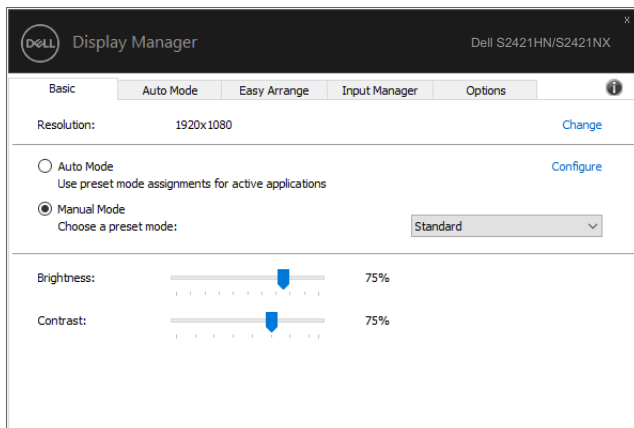 x
DELL Display Manager Dell S2421HN/S2421NX
Basic Auto Mode Easy Arrange Input Manager Options i
Resolution: 1920x1080 Change
Auto Mode Configure
Use preset mode assignments for active applications
Manual Mode
Choose a preset mode: Standard
Brightness: 75%
Contrast: 75%